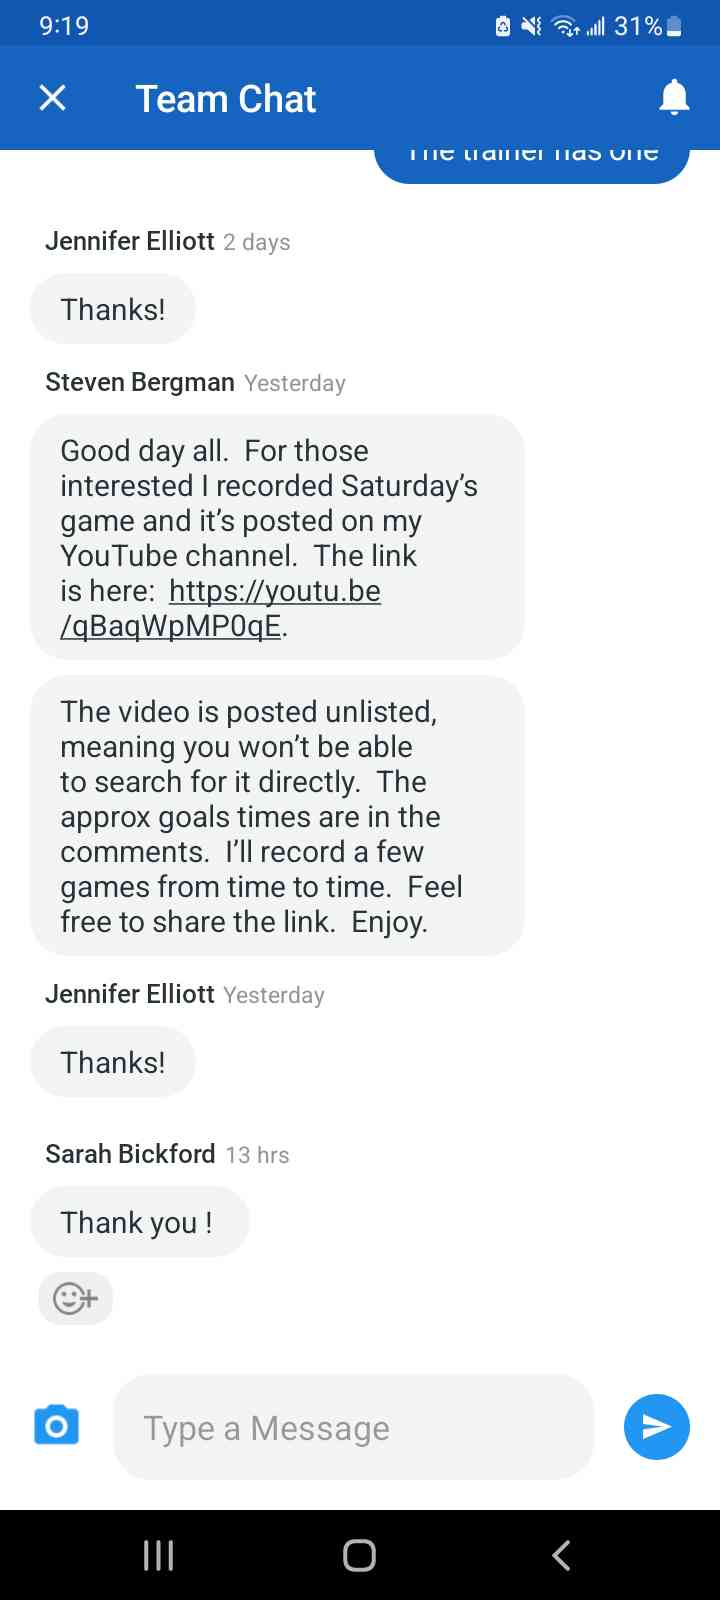 9:19
31%
Team Chat
The trainer has one
Jennifer Elliott 2 days
Thanks!
Steven Bergman Yesterday
Good day all.  For those
interested I recorded Saturday’s
game and it’s posted on my
YouTube channel.  The link
is here:  https://youtu.be
/qBaqWpMP0qE.
The video is posted unlisted,
meaning you won’t be able
to search for it directly.  The
approx goals times are in the
comments.  I’ll record a few
games from time to time.  Feel
free to share the link.  Enjoy.
Jennifer Elliott Yesterday
Thanks!
Sarah Bickford 13 hrs
Thank you !
Type a Message